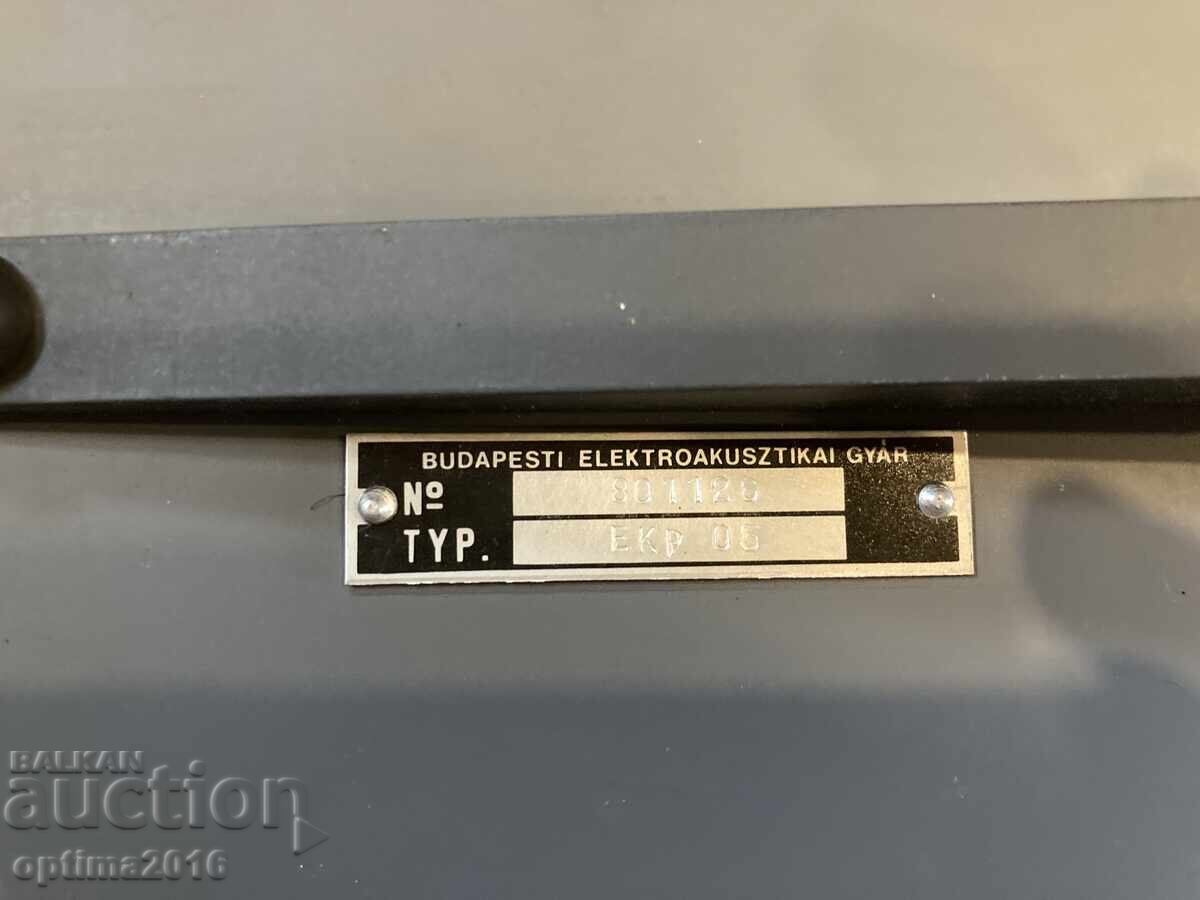 BUDAPESTI ELEKTROAKUSZTIKAI GYÁR
Nº 801126
TYP. EKp 05
BALKAN
auction
optima2016